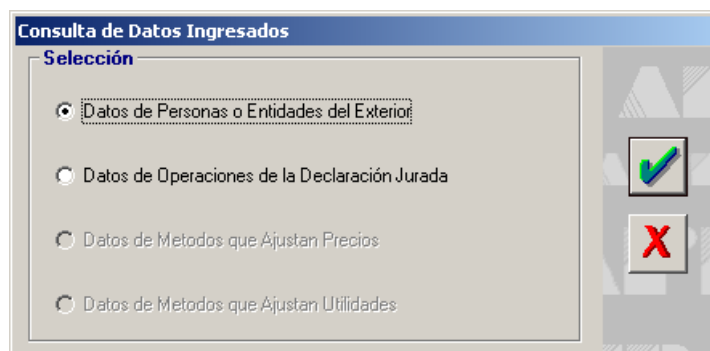 Consulta de Datos Ingresados
Selección
Datos de Personas o Entidades del Exterior
Datos de Operaciones de la Declaración Jurada
Datos de Metodos que Ajustan Precios
Datos de Metodos que Ajustan Utilidades